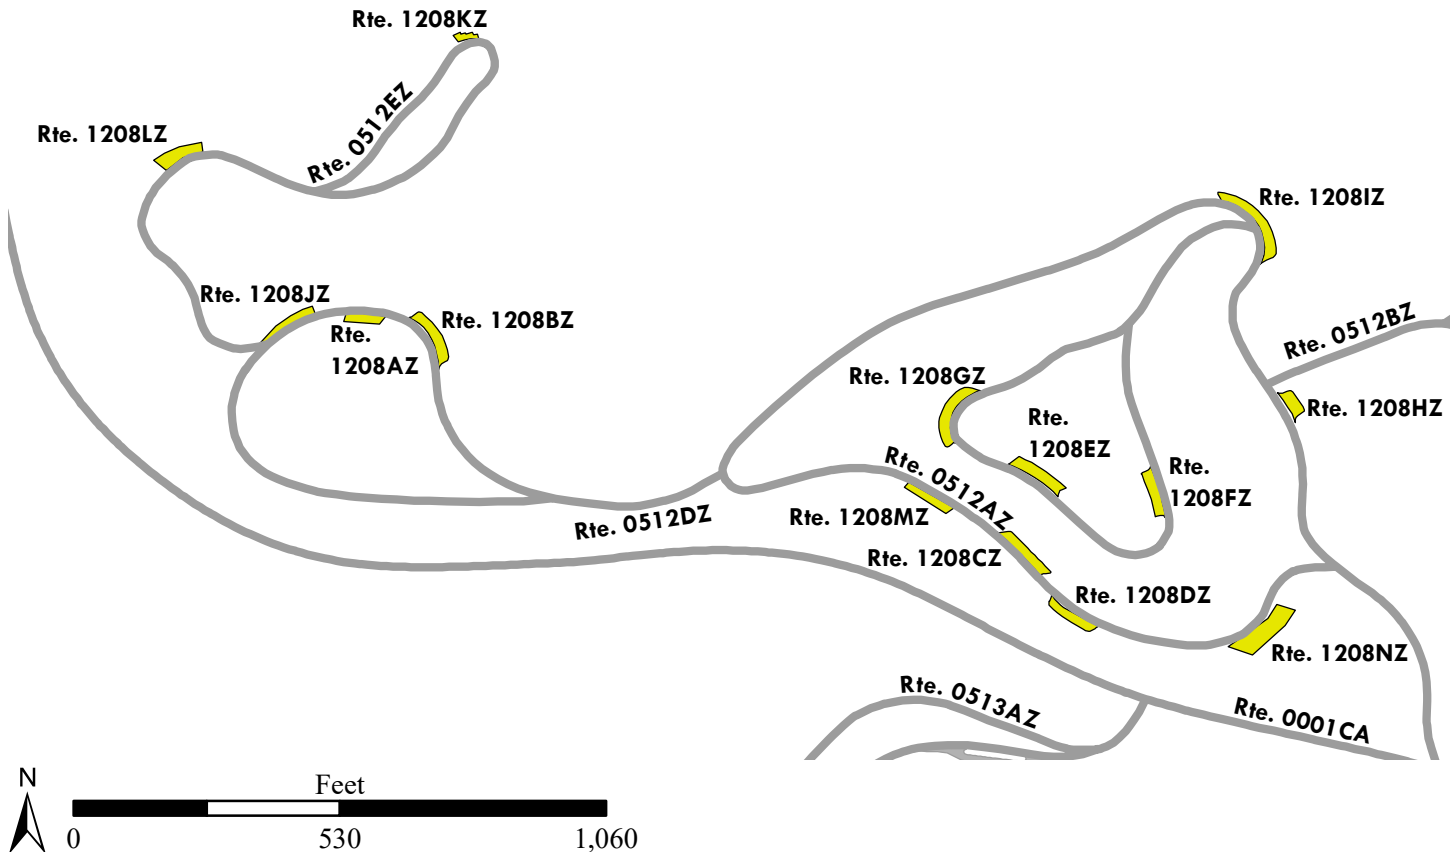 Rte. 1208KZ
Rte. 0512EZ
Rte. 1208LZ
Rte. 1208IZ
Rte. 1208JZ
Rte. 1208BZ
Rte.
1208AZ
Rte. 0512BZ
Rte. 1208GZ
Rte. 1208HZ
Rte.
1208EZ
Rte. 0512AZ
Rte.
1208FZ
Rte. 1208MZ
Rte. 0512DZ
Rte. 1208CZ
Rte. 1208DZ
Rte. 1208NZ
Rte. 0513AZ
Rte. 0001CA
N
Feet
0 530 1,060